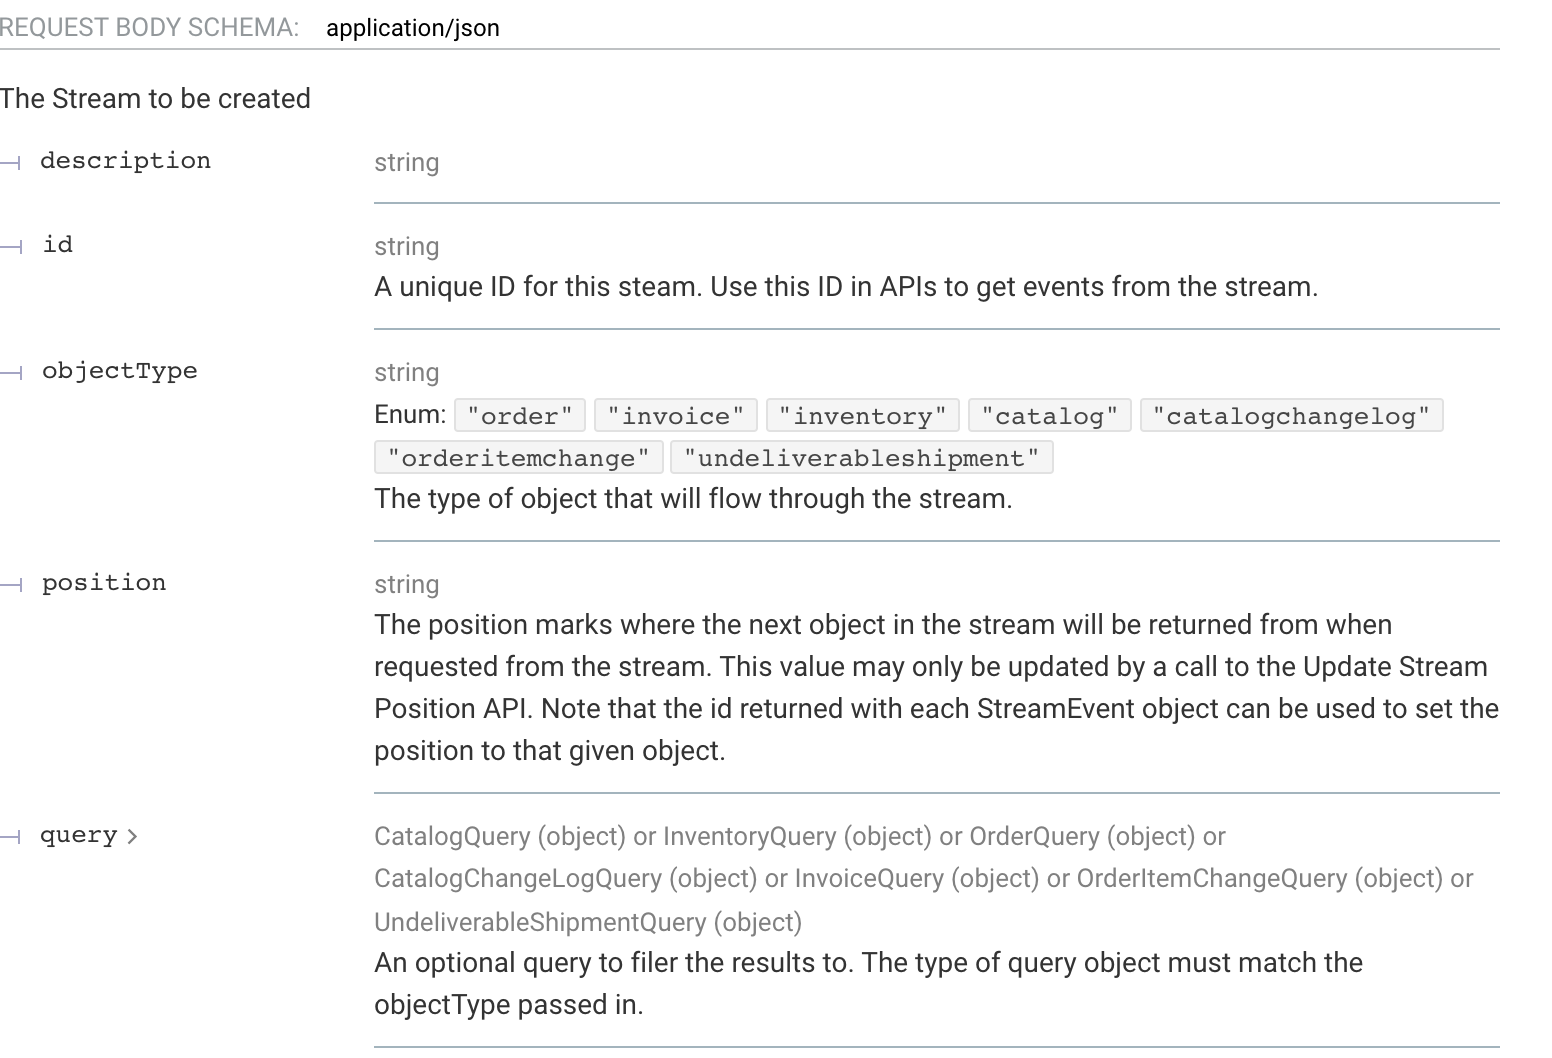 REQUEST BODY SCHEMA: application/json
The Stream to be created
description string
id string
A unique ID for this steam. Use this ID in APIs to get events from the stream.
objectType string
Enum: "order" "invoice" "inventory" "catalog" "catalogchangelog"
"orderitemchange" "undeliverableshipment"
The type of object that will flow through the stream.
position string
The position marks where the next object in the stream will be returned from when
requested from the stream. This value may only be updated by a call to the Update Stream
Position API. Note that the id returned with each StreamEvent object can be used to set the
position to that given object.
query > CatalogQuery (object) or InventoryQuery (object) or OrderQuery (object) or
CatalogChangeLogQuery (object) or InvoiceQuery (object) or OrderItemChangeQuery (object) or
UndeliverableShipmentQuery (object)
An optional query to filer the results to. The type of query object must match the
objectType passed in.